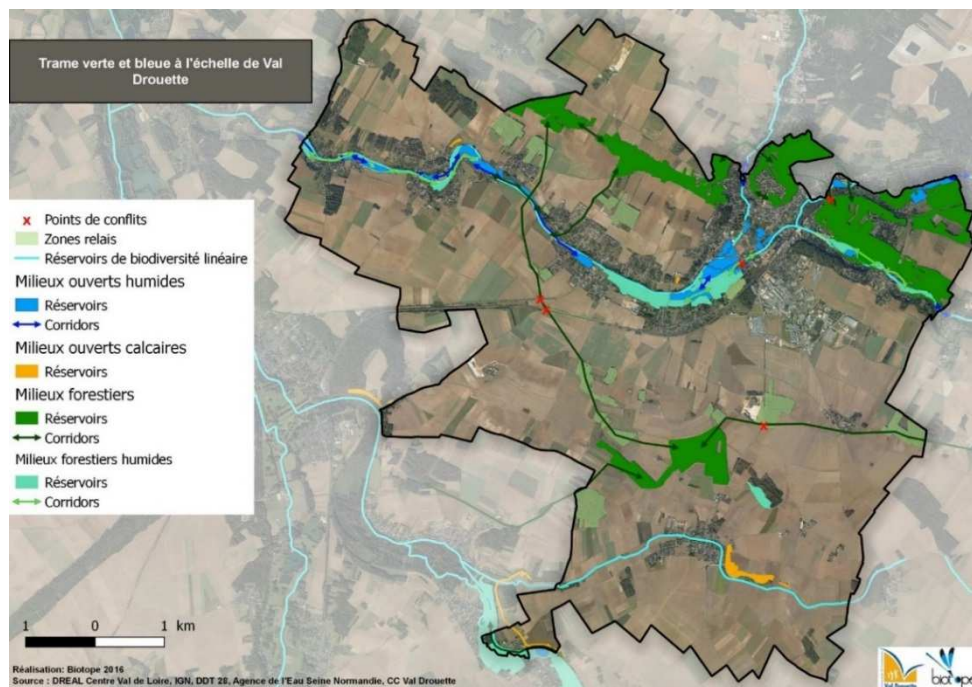 Trame verte et bleue à l'échelle de Val
Drouette
x Points de conflits
Zones relais
Réservoirs de biodiversité linéaire
Milieux ouverts humides
Réservoirs
Corridors
Milieux ouverts calcaires
Réservoirs
Milieux forestiers
Réservoirs
Corridors
Milieux forestiers humides
Réservoirs
Corridors
1 0 1 km
Réalisation: Biotope 2016
Source : DREAL Centre Val de Loire, IGN, DDT 28, Agence de l'Eau Seine Normandie, CC Val Drouette
Val Drouette
biotope